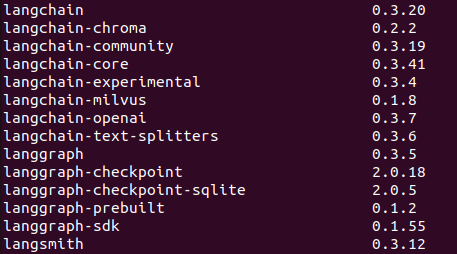 langchain 0.3.20
langchain-chroma 0.2.2
langchain-community 0.3.19
langchain-core 0.3.41
langchain-experimental 0.3.4
langchain-milvus 0.1.8
langchain-openai 0.3.7
langchain-text-splitters 0.3.6
langgraph 0.3.5
langgraph-checkpoint 2.0.18
langgraph-checkpoint-sqlite 2.0.5
langgraph-prebuilt 0.1.2
langgraph-sdk 0.1.55
langsmith 0.3.12